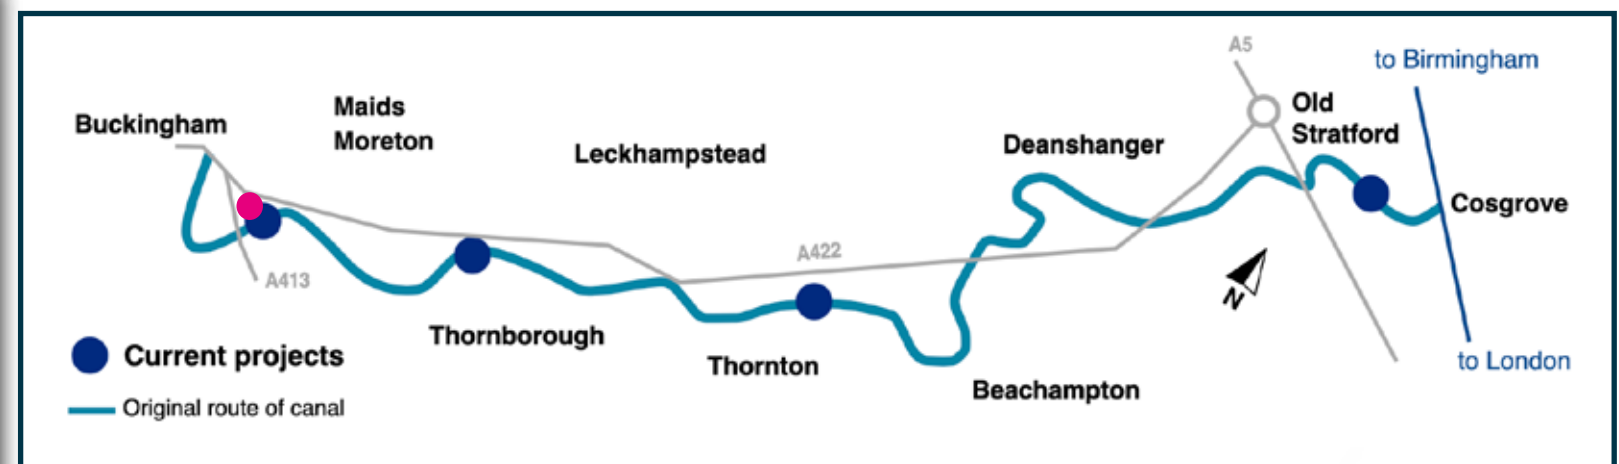 A5
to Birmingham
Buckingham
Maids
Moreton
Leckhampstead
Deanshanger
Old
Stratford
Cosgrove
A422
A413
N
Thornborough
Thornton
Beachampton
to London
Current projects
Original route of canal